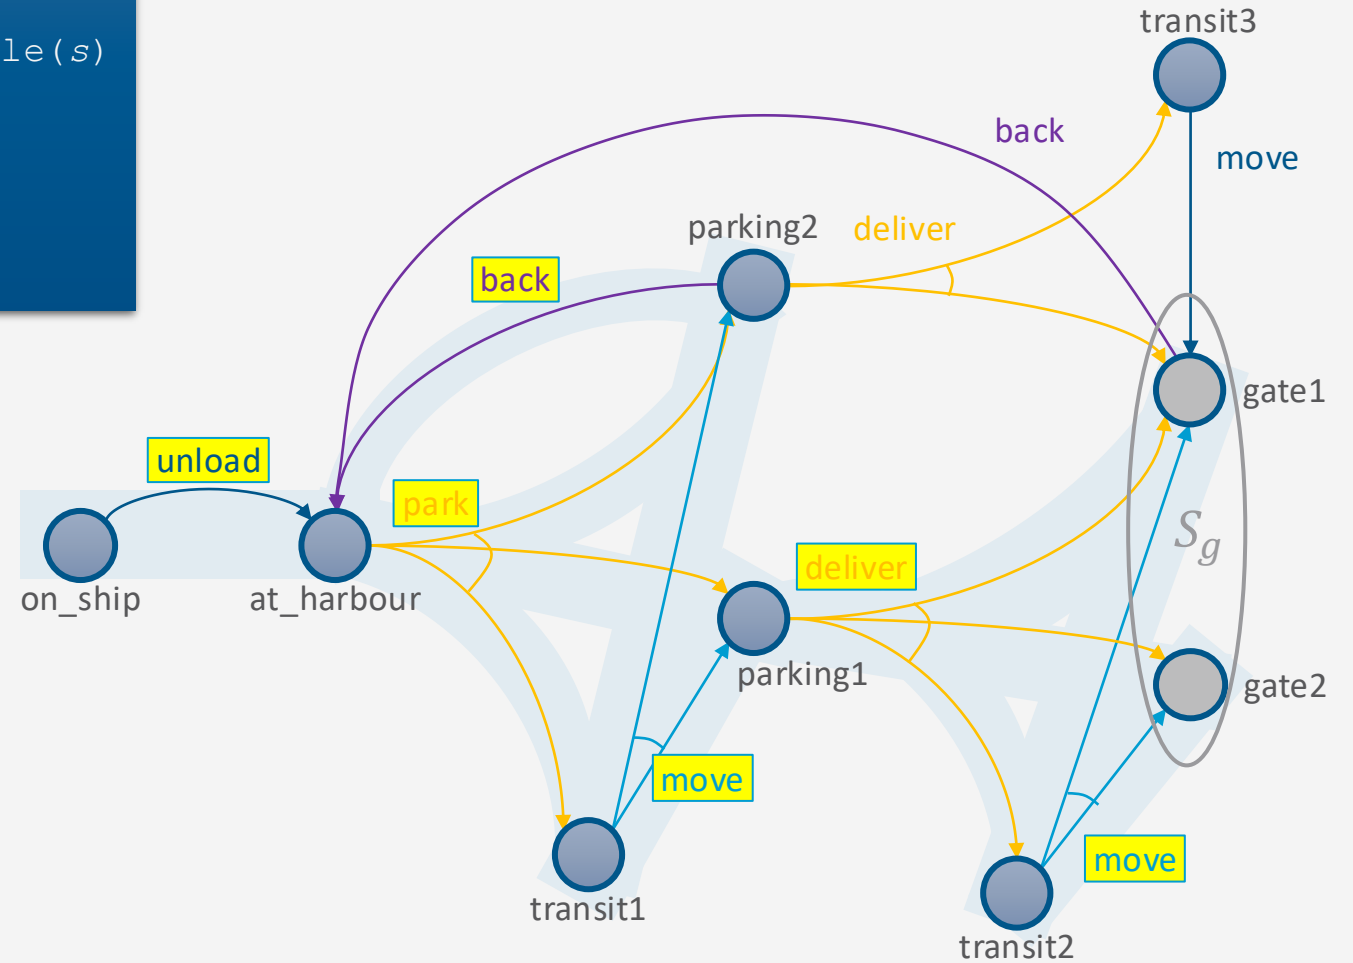 le(s)
transit3
back
move
parking2
deliver
back
gate1
unload
park
S_g
on_ship
at_harbour
deliver
parking1
gate2
move
move
transit1
transit2